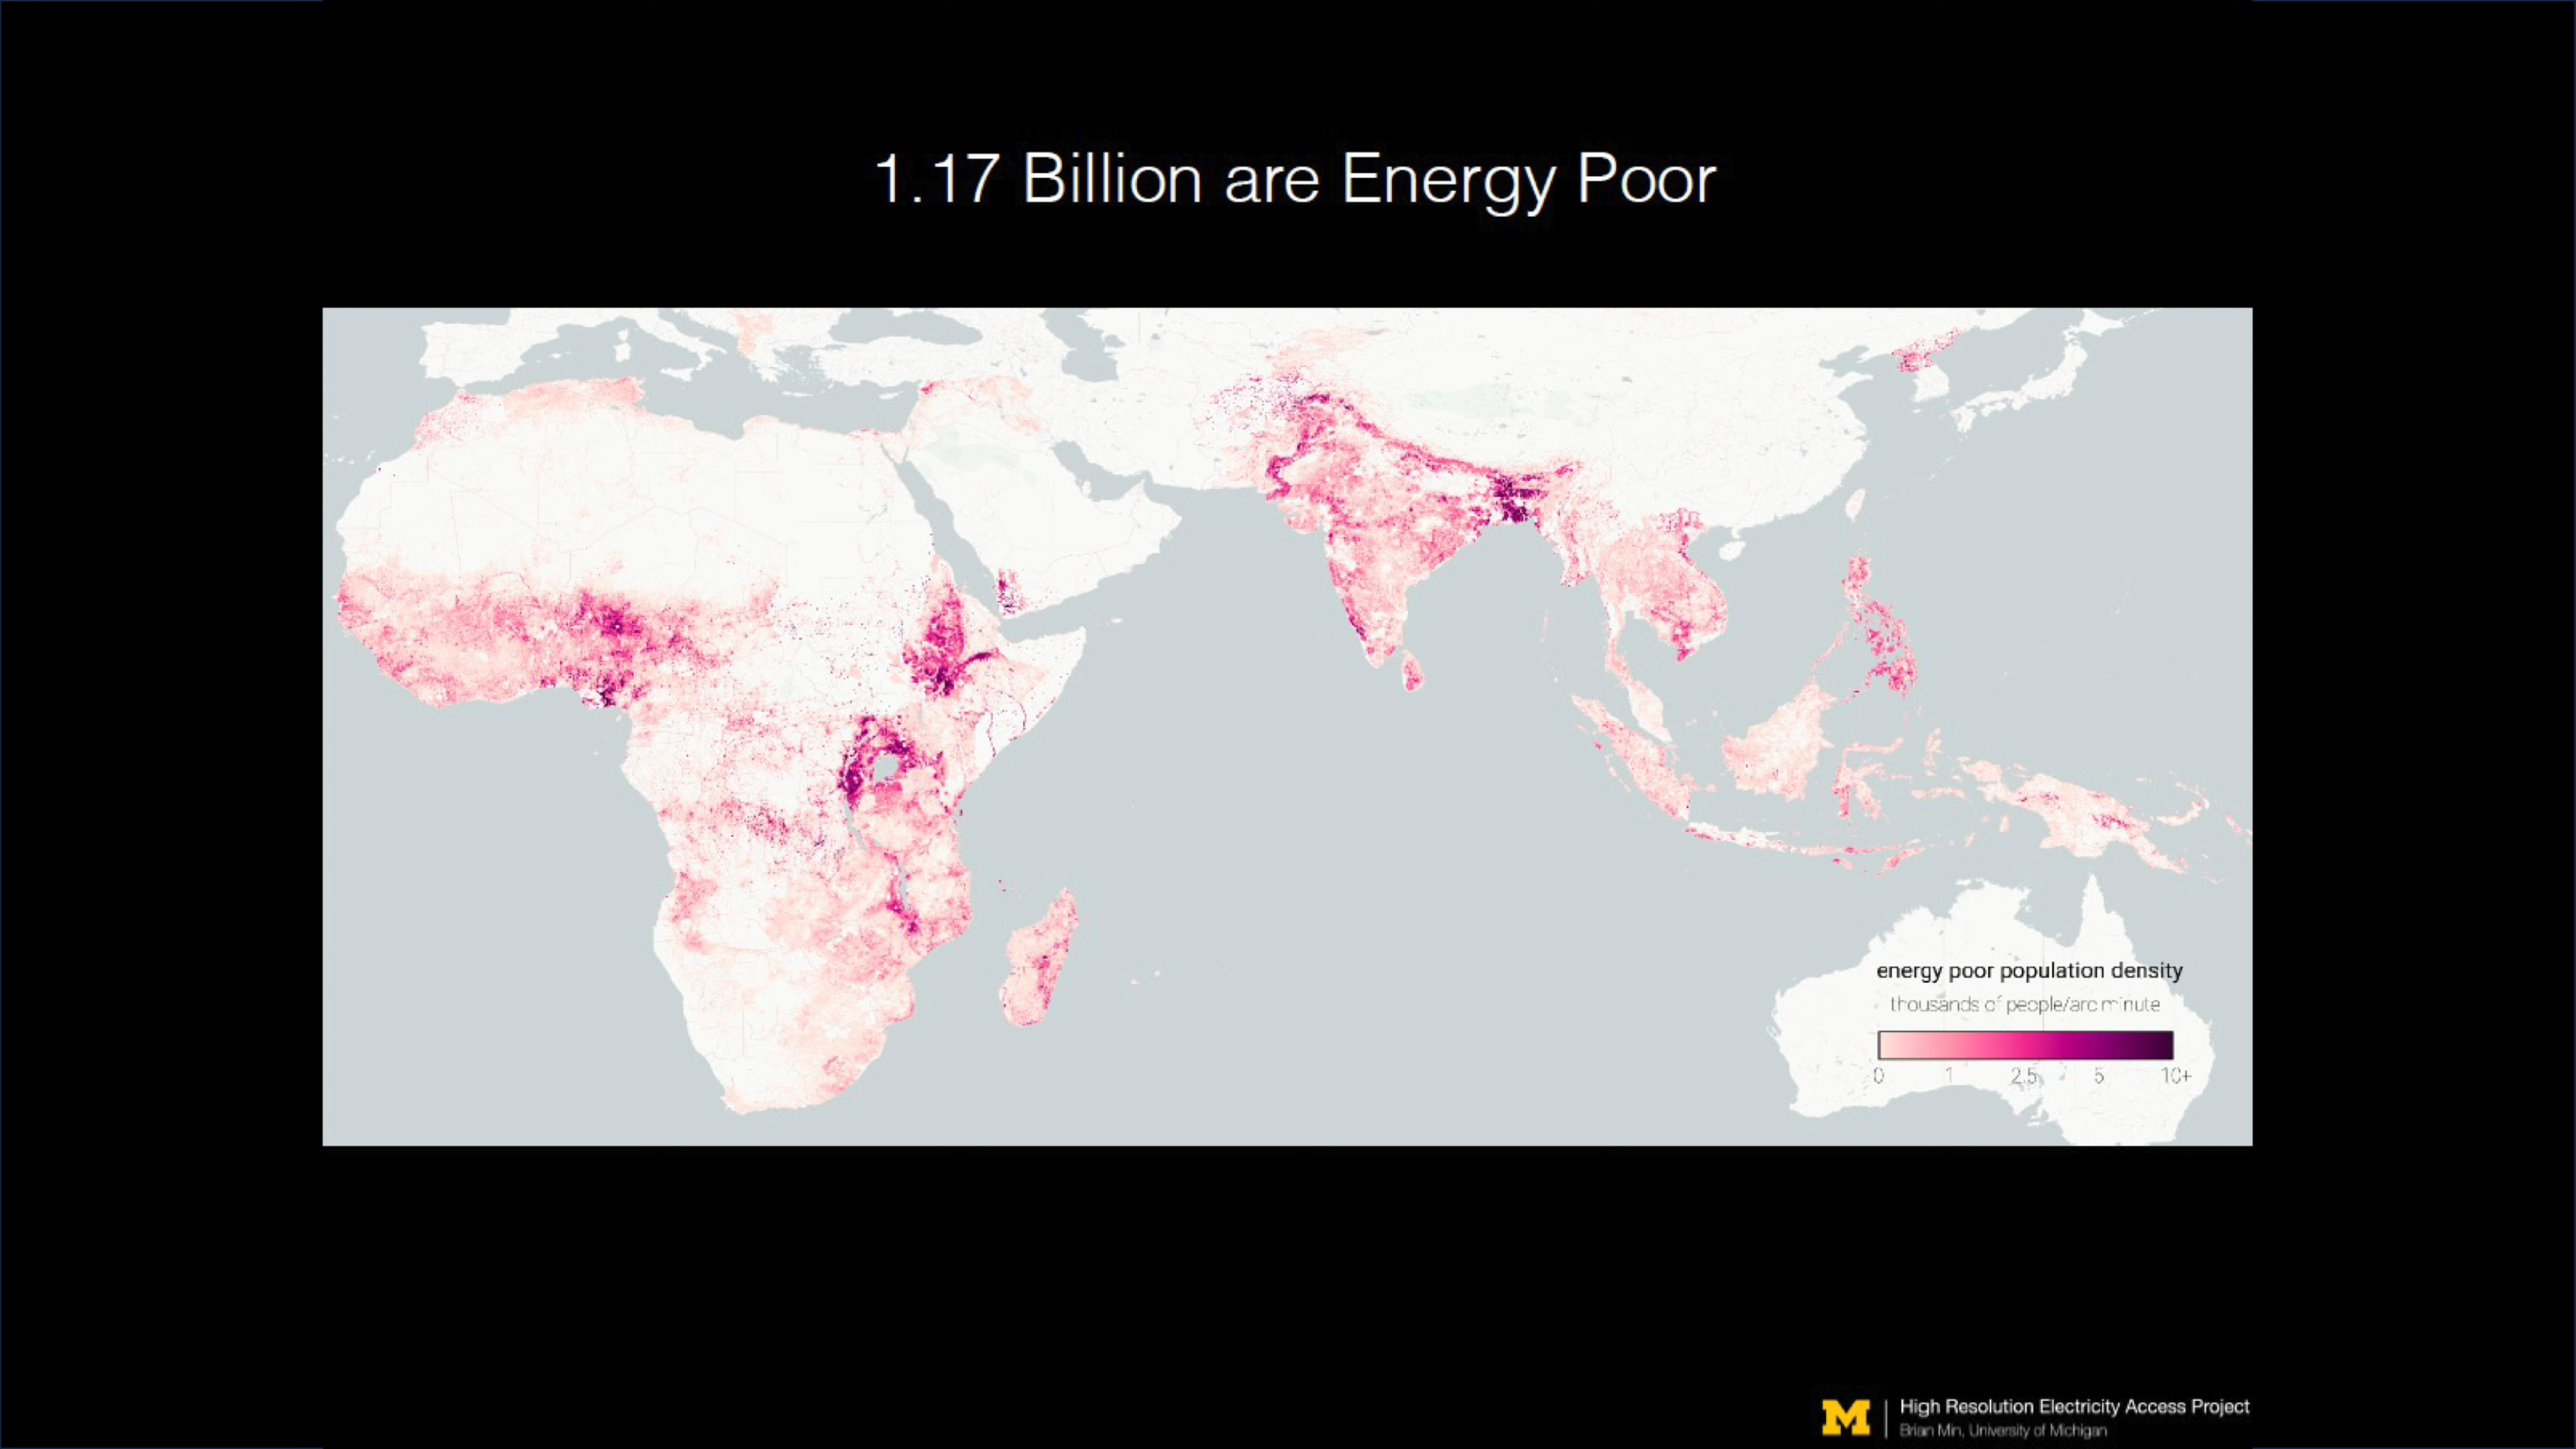 1.17 Billion are Energy Poor
energy poor population density
thousands of people/arc minute
0 1 2.5 5 10+
M
High Resolution Electricity Access Project
Brian Min, University of Michigan